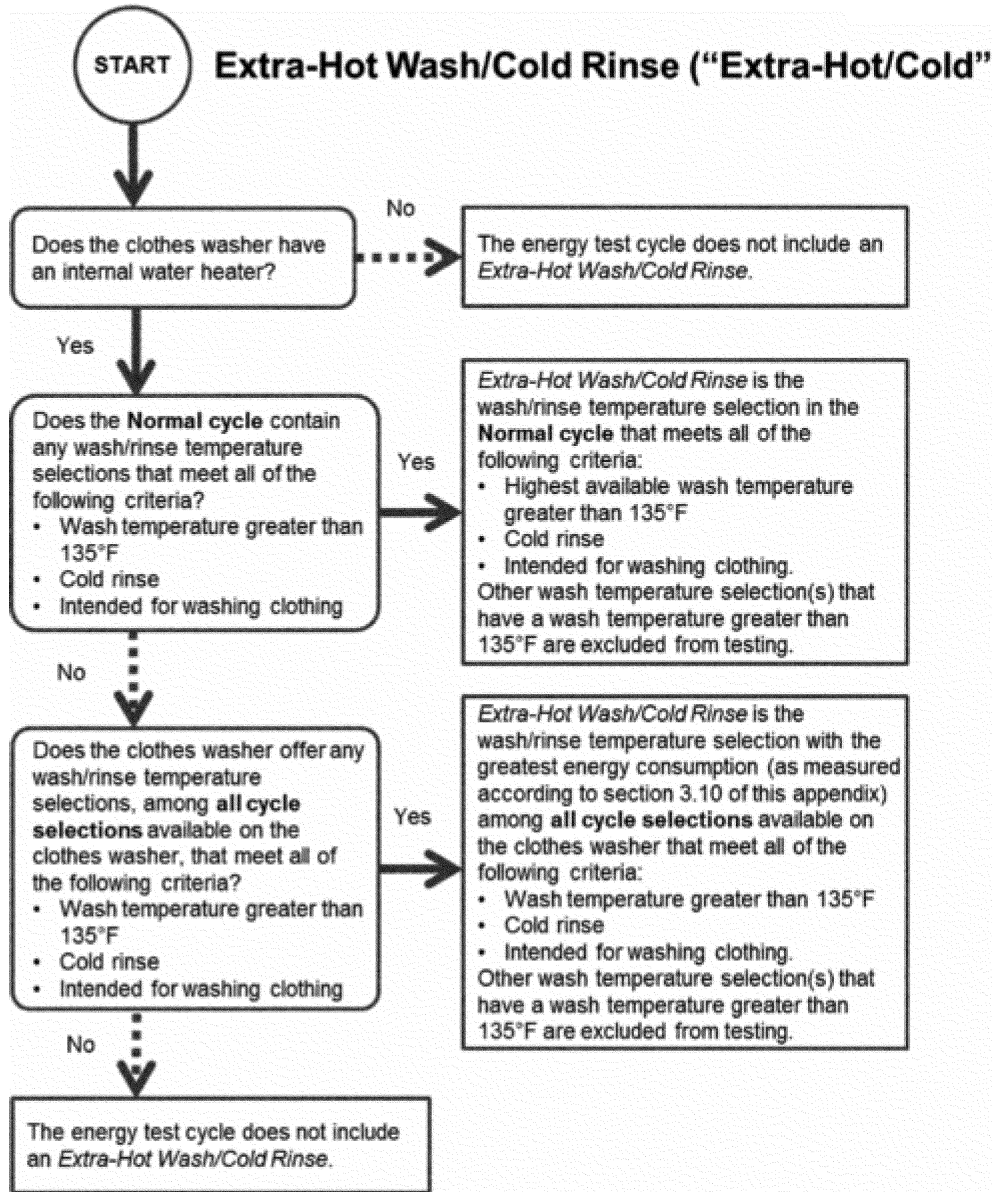 START
Extra-Hot Wash/Cold Rinse (“Extra-Hot/Cold”
Does the clothes washer have
an internal water heater?
No
The energy test cycle does not include an
Extra-Hot Wash/Cold Rinse.
Yes
Does the Normal cycle contain
any wash/rinse temperature
selections that meet all of the
following criteria?
• Wash temperature greater than
135°F
• Cold rinse
• Intended for washing clothing
Yes
Extra-Hot Wash/Cold Rinse is the
wash/rinse temperature selection in the
Normal cycle that meets all of the
following criteria:
• Highest available wash temperature
greater than 135°F
• Cold rinse
• Intended for washing clothing.
Other wash temperature selection(s) that
have a wash temperature greater than
135°F are excluded from testing.
No
Does the clothes washer offer any
wash/rinse temperature
selections, among all cycle
selections available on the
clothes washer, that meet all of
the following criteria?
• Wash temperature greater than
135°F
• Cold rinse
• Intended for washing clothing
Yes
Extra-Hot Wash/Cold Rinse is the
wash/rinse temperature selection with the
greatest energy consumption (as measured
according to section 3.10 of this appendix)
among all cycle selections available on
the clothes washer that meet all of the
following criteria:
• Wash temperature greater than 135°F
• Cold rinse
• Intended for washing clothing.
Other wash temperature selection(s) that
have a wash temperature greater than
135°F are excluded from testing.
No
The energy test cycle does not include
an Extra-Hot Wash/Cold Rinse.